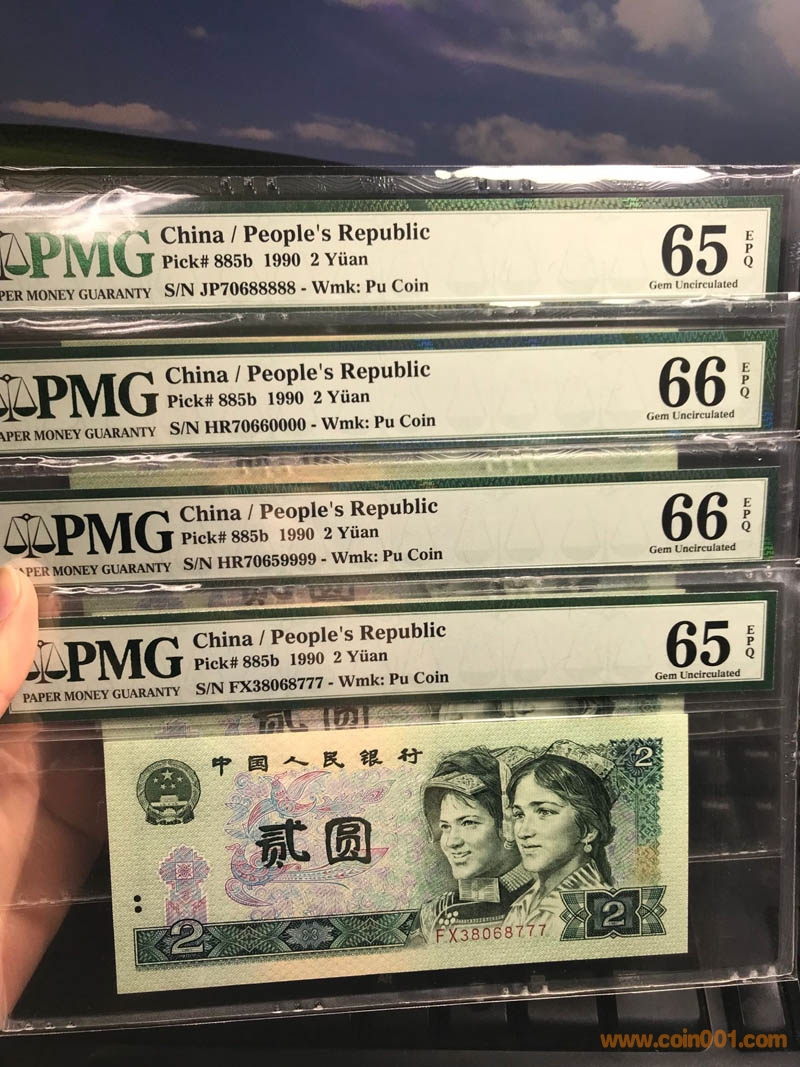 PMG
PER MONEY GUARANTY
China / People's Republic
Pick# 885b 1990 2 Yüan
S/N JP70688888 - Wmk: Pu Coin
65
EPQ
Gem Uncirculated
PMG
APER MONEY GUARANTY
China / People's Republic
Pick# 885b 1990 2 Yüan
S/N HR70660000 - Wmk: Pu Coin
66
EPQ
Gem Uncirculated
PMG
APER MONEY GUARANTY
China / People's Republic
Pick# 885b 1990 2 Yüan
S/N HR70659999 - Wmk: Pu Coin
66
EPQ
Gem Uncirculated
PMG
PAPER MONEY GUARANTY
China / People's Republic
Pick# 885b 1990 2 Yüan
S/N FX38068777 - Wmk: Pu Coin
65
EPQ
Gem Uncirculated
中国人民银行
2
贰圆
2
2
FX38068777
www.coin001.com